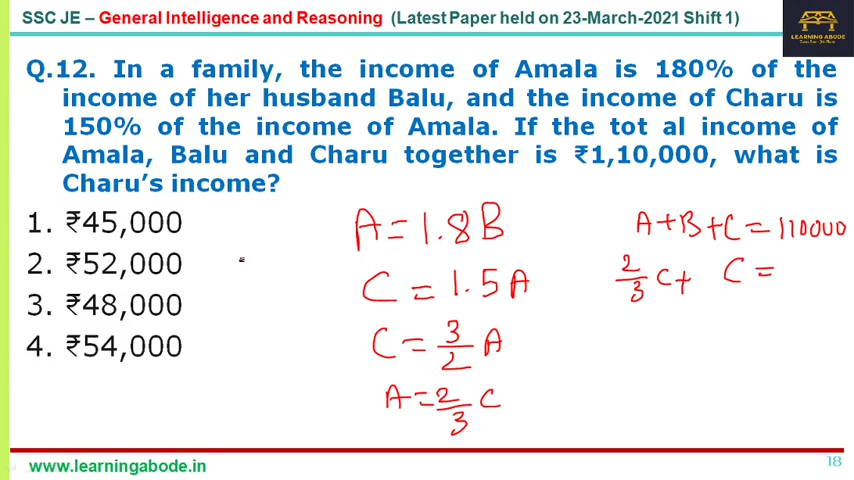 SSC JE – General Intelligence and Reasoning (Latest Paper held on 23-March-2021 Shift 1)
LEARNING ABODE
Q.12. In a family, the income of Amala is 180% of the
income of her husband Balu, and the income of Charu is
150% of the income of Amala. If the tot al income of
Amala, Balu and Charu together is ₹1,10,000, what is
Charu's income?
1. ₹45,000
2. ₹52,000
3. ₹48,000
4. ₹54,000
A = 1.8B
C = 1.5A
C = 3/2 A
A = 2/3 C
A+B+C = 110000
2/3 C + C =
www.learningabode.in
18